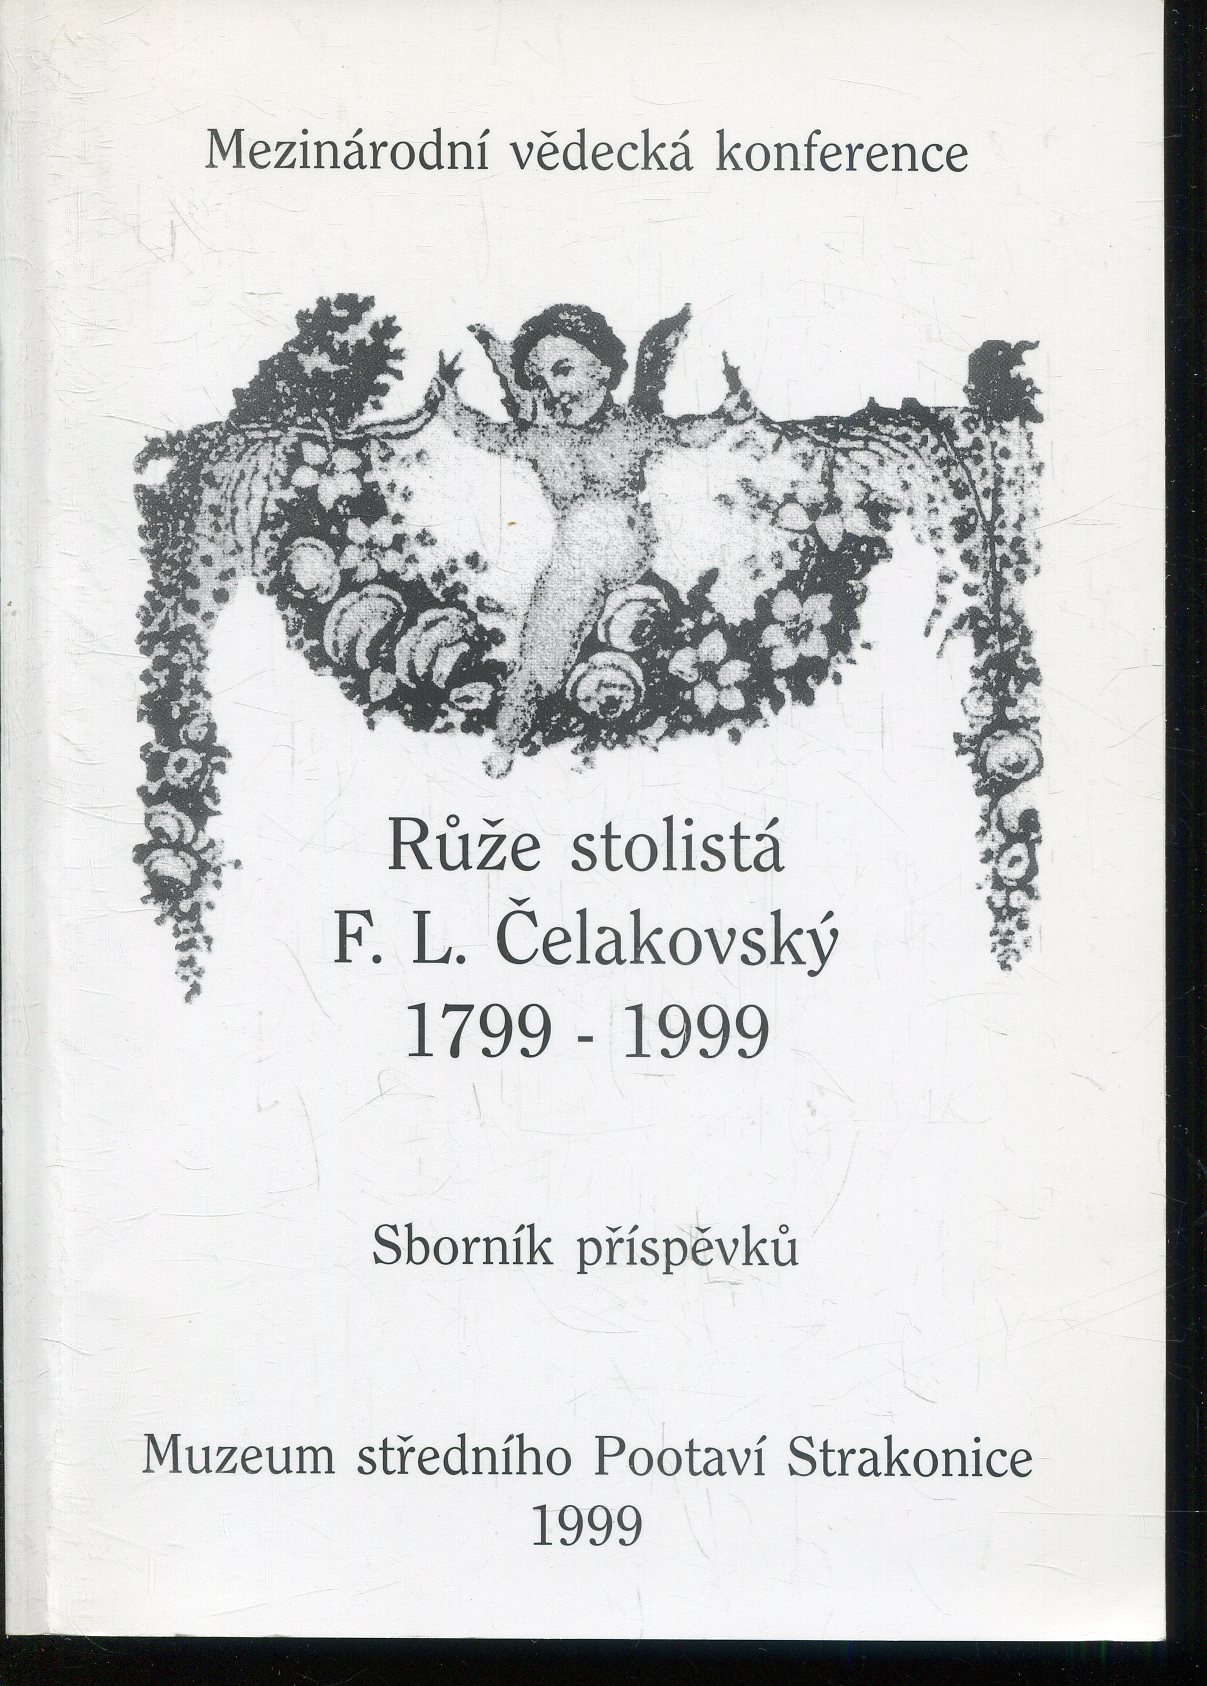 Mezinárodní vědecká konference
Růže stolistá
F. L. Čelakovský
1799 - 1999
Sborník příspěvků
Muzeum středního Pootaví Strakonice
1999